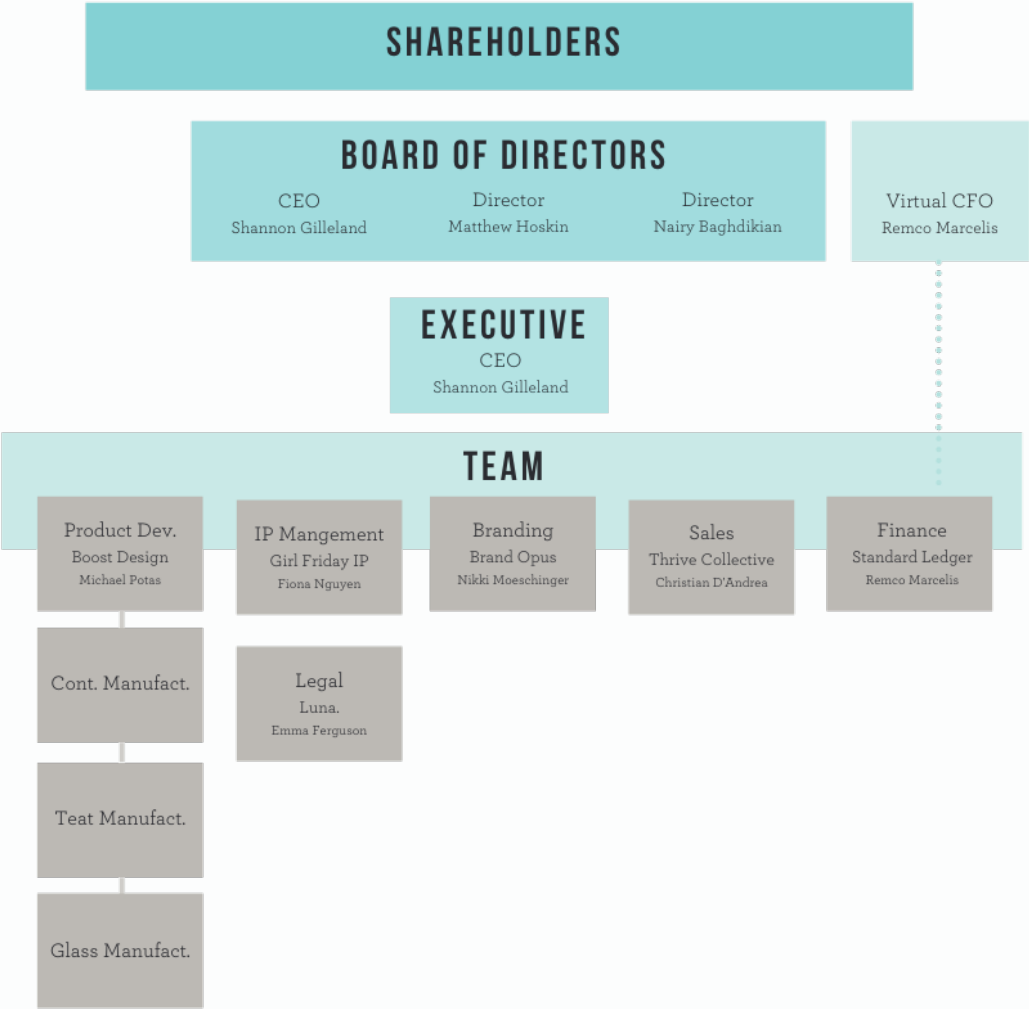 SHAREHOLDERS
BOARD OF DIRECTORS
CEO
Shannon Gilleland
Director
Matthew Hoskin
Director
Nairy Baghdikian
Virtual CFO
Remco Marcelis
EXECUTIVE
CEO
Shannon Gilleland
TEAM
Product Dev.
Boost Design
Michael Potas
IP Mangement
Girl Friday IP
Fiona Nguyen
Branding
Brand Opus
Nikki Moeschinger
Sales
Thrive Collective
Christian D'Andrea
Finance
Standard Ledger
Remco Marcelis
Cont. Manufact.
Legal
Luna.
Emma Ferguson
Teat Manufact.
Glass Manufact.